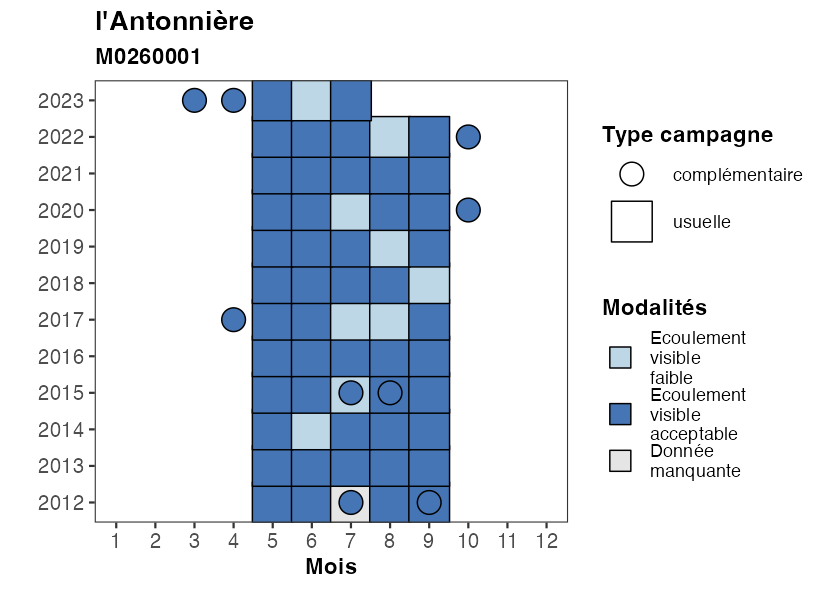 l'Antonnière
M0260001
2023
2022
2021
2020
2019
2018
2017
2016
2015
2014
2013
2012
1 2 3 4 5 6 7 8 9 10 11 12
Mois
Type campagne
complémentaire
usuelle
Modalités
Ecoulement
visible
faible
Ecoulement
visible
acceptable
Donnée
manquante